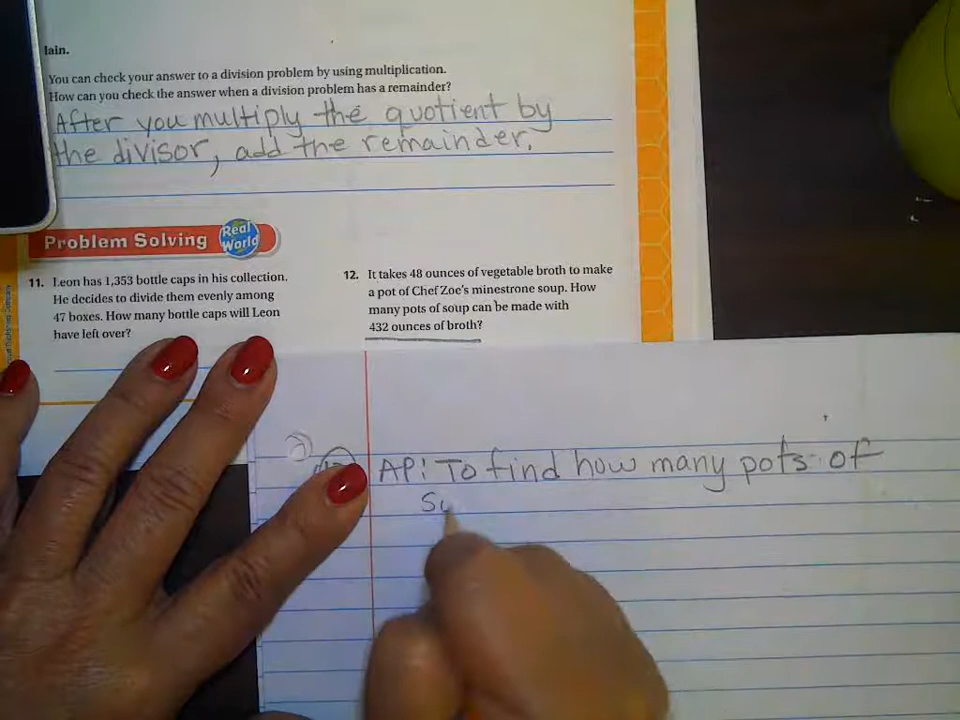 lain.
You can check your answer to a division problem by using multiplication.
How can you check the answer when a division problem has a remainder?
After you multiply the quotient by
the divisor, add the remainder.
Problem Solving Real World
11. Leon has 1,353 bottle caps in his collection.
He decides to divide them evenly among
47 boxes. How many bottle caps will Leon
have left over?
12. It takes 48 ounces of vegetable broth to make
a pot of Chef Zoe's minestrone soup. How
many pots of soup can be made with
432 ounces of broth?
AP: To find how many pots of